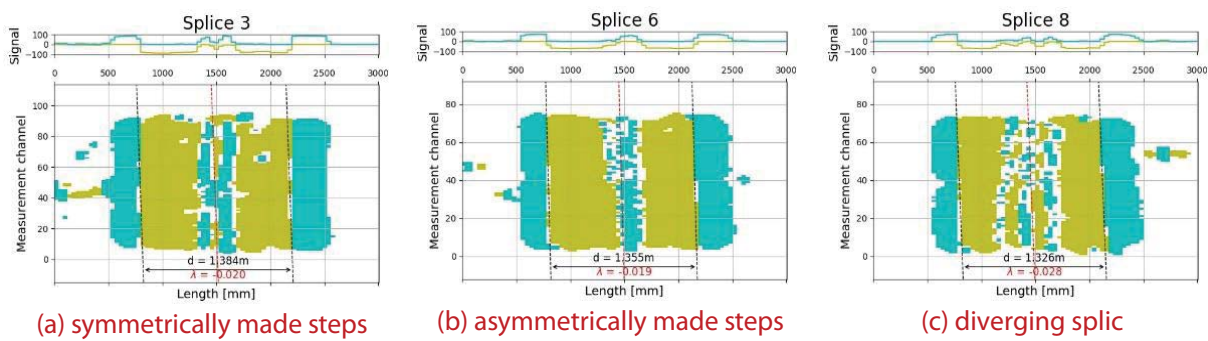 Splice 3
Signal
100
0
−100
0 500 1000 1500 2000 2500 3000
Measurement channel
100
80
60
40
20
0
d = 1.384m
λ = -0.020
Length [mm]
(a) symmetrically made steps
Splice 6
Signal
100
0
−100
0 500 1000 1500 2000 2500 3000
Measurement channel
80
60
40
20
0
d = 1.355m
λ = -0.019
Length [mm]
(b) asymmetrically made steps
Splice 8
Signal
100
0
−100
0 500 1000 1500 2000 2500 3000
Measurement channel
80
60
40
20
0
d = 1.326m
λ = -0.028
Length [mm]
(c) diverging splic